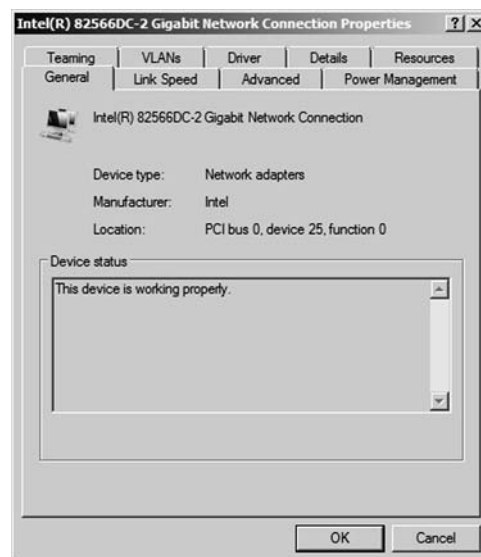 Intel(R) 82566DC-2 Gigabit Network Connection Properties
Teaming VLANs Driver Details Resources
General Link Speed Advanced Power Management
Intel(R) 82566DC-2 Gigabit Network Connection
Device type: Network adapters
Manufacturer: Intel
Location: PCI bus 0, device 25, function 0
Device status
This device is working properly.
OK Cancel